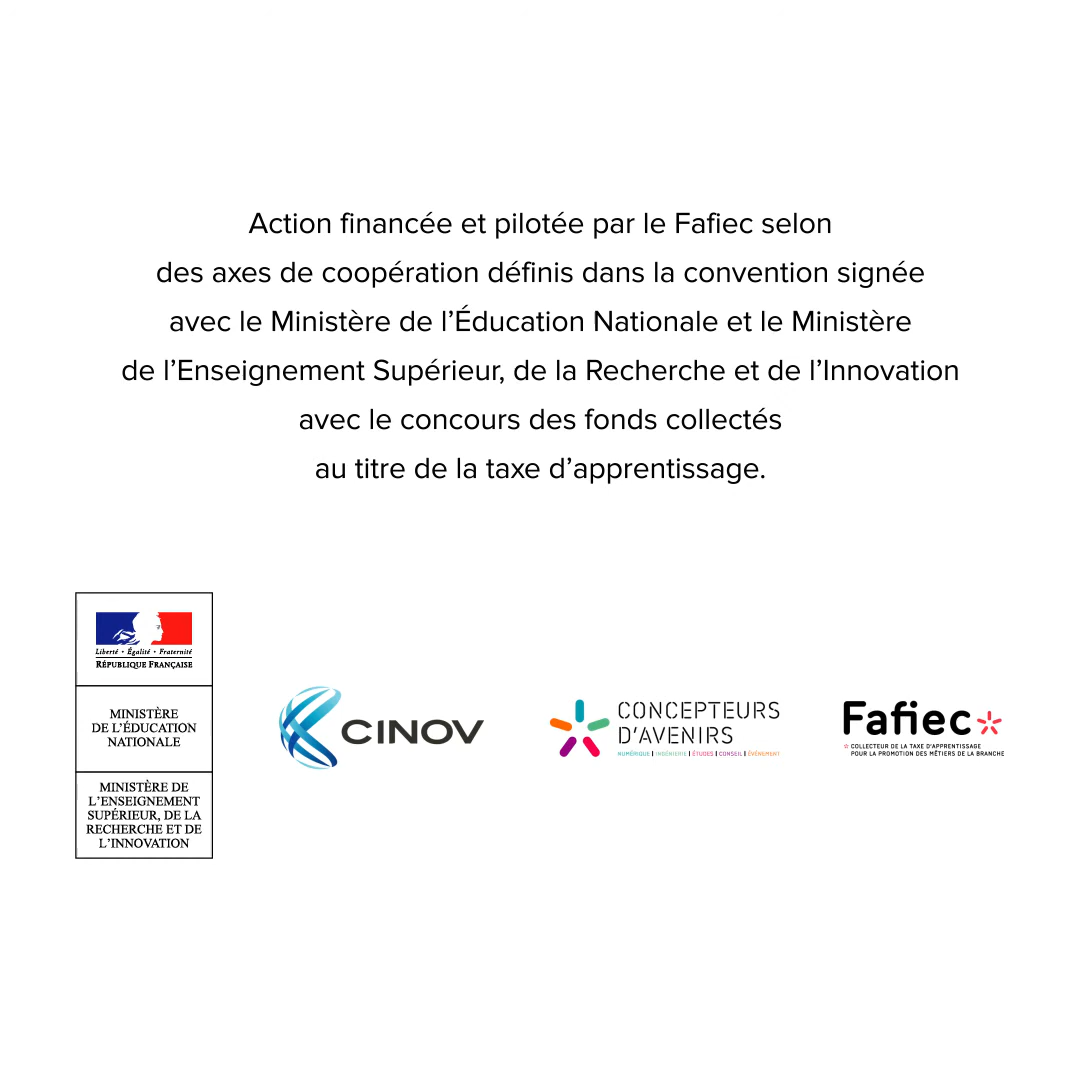 Action financée et pilotée par le Fafiec selon
des axes de coopération définis dans la convention signée
avec le Ministère de l’Éducation Nationale et le Ministère
de l’Enseignement Supérieur, de la Recherche et de l’Innovation
avec le concours des fonds collectés
au titre de la taxe d’apprentissage.
Liberté • Égalité • Fraternité
RÉPUBLIQUE FRANÇAISE
MINISTÈRE
DE L’ÉDUCATION
NATIONALE
MINISTÈRE DE
L’ENSEIGNEMENT
SUPÉRIEUR, DE LA
RECHERCHE ET DE
L’INNOVATION
CINOV
CONCEPTEURS
D’AVENIRS
NUMÉRIQUE | INGÉNIERIE | ÉTUDES | CONSEIL | ÉVÉNEMENT
Fafiec
COLLECTEUR DE LA TAXE D’APPRENTISSAGE
POUR LA PROMOTION DES MÉTIERS DE LA BRANCHE